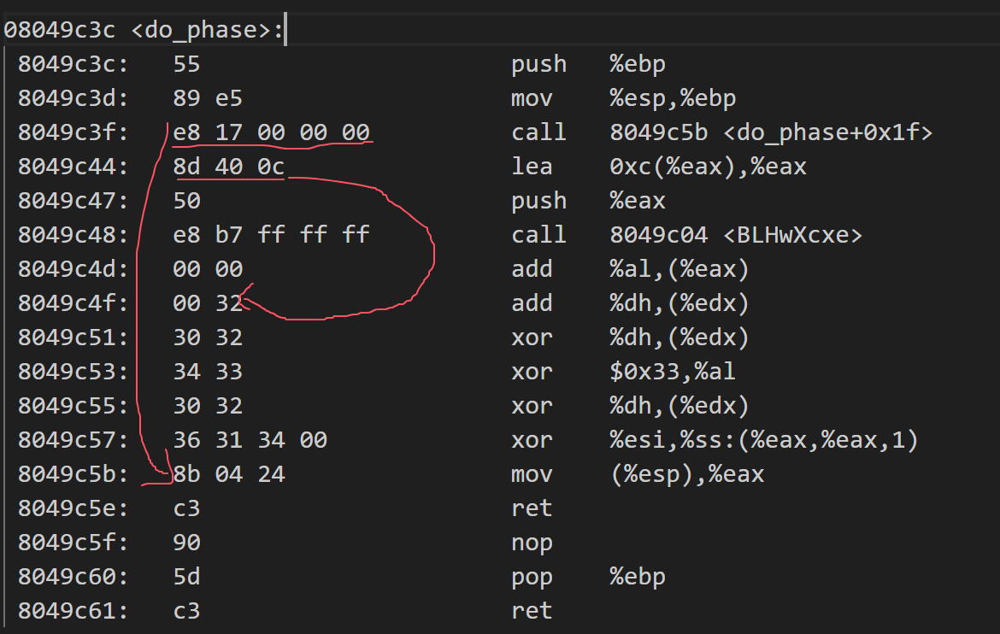 08049c3c <do_phase>:
8049c3c: 55 push %ebp
8049c3d: 89 e5 mov %esp,%ebp
8049c3f: e8 17 00 00 00 call 8049c5b <do_phase+0x1f>
8049c44: 8d 40 0c lea 0xc(%eax),%eax
8049c47: 50 push %eax
8049c48: e8 b7 ff ff ff call 8049c04 <BLHwXcxe>
8049c4d: 00 00 add %al,(%eax)
8049c4f: 00 32 add %dh,(%edx)
8049c51: 30 32 xor %dh,(%edx)
8049c53: 34 33 xor $0x33,%al
8049c55: 30 32 xor %dh,(%edx)
8049c57: 36 31 34 00 xor %esi,%ss:(%eax,%eax,1)
8049c5b: 8b 04 24 mov (%esp),%eax
8049c5e: c3 ret
8049c5f: 90 nop
8049c60: 5d pop %ebp
8049c61: c3 ret